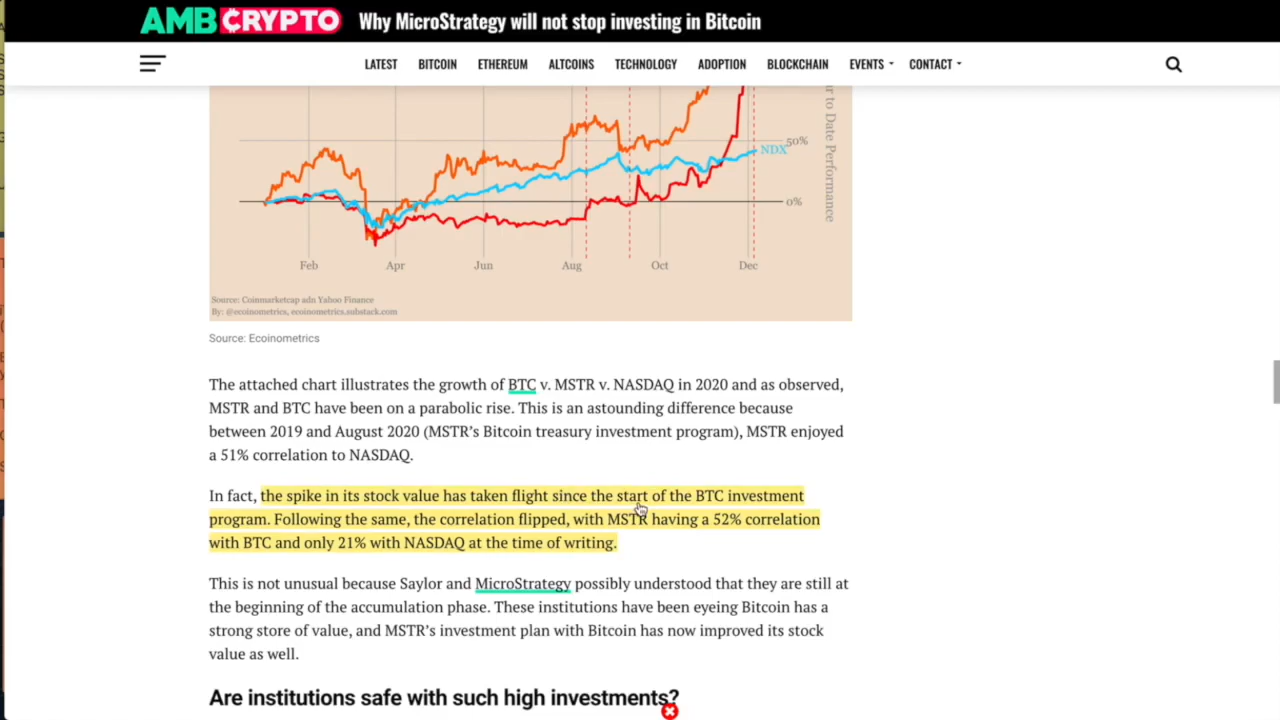 AMBCRYPTO Why MicroStrategy will not stop investing in Bitcoin
LATEST BITCOIN ETHEREUM ALTCOINS TECHNOLOGY ADOPTION BLOCKCHAIN EVENTS CONTACT
50%
NDX
0%
r to Date Performance
Feb Apr Jun Aug Oct Dec
Source: Coinmarketcap adn Yahoo Finance
By: @ecoinometrics, ecoinometrics.substack.com
Source: Ecoinometrics
The attached chart illustrates the growth of BTC v. MSTR v. NASDAQ in 2020 and as observed,
MSTR and BTC have been on a parabolic rise. This is an astounding difference because
between 2019 and August 2020 (MSTR's Bitcoin treasury investment program), MSTR enjoyed
a 51% correlation to NASDAQ.
In fact, the spike in its stock value has taken flight since the start of the BTC investment
program. Following the same, the correlation flipped, with MSTR having a 52% correlation
with BTC and only 21% with NASDAQ at the time of writing.
This is not unusual because Saylor and MicroStrategy possibly understood that they are still at
the beginning of the accumulation phase. These institutions have been eyeing Bitcoin has a
strong store of value, and MSTR's investment plan with Bitcoin has now improved its stock
value as well.
Are institutions safe with such high investments?